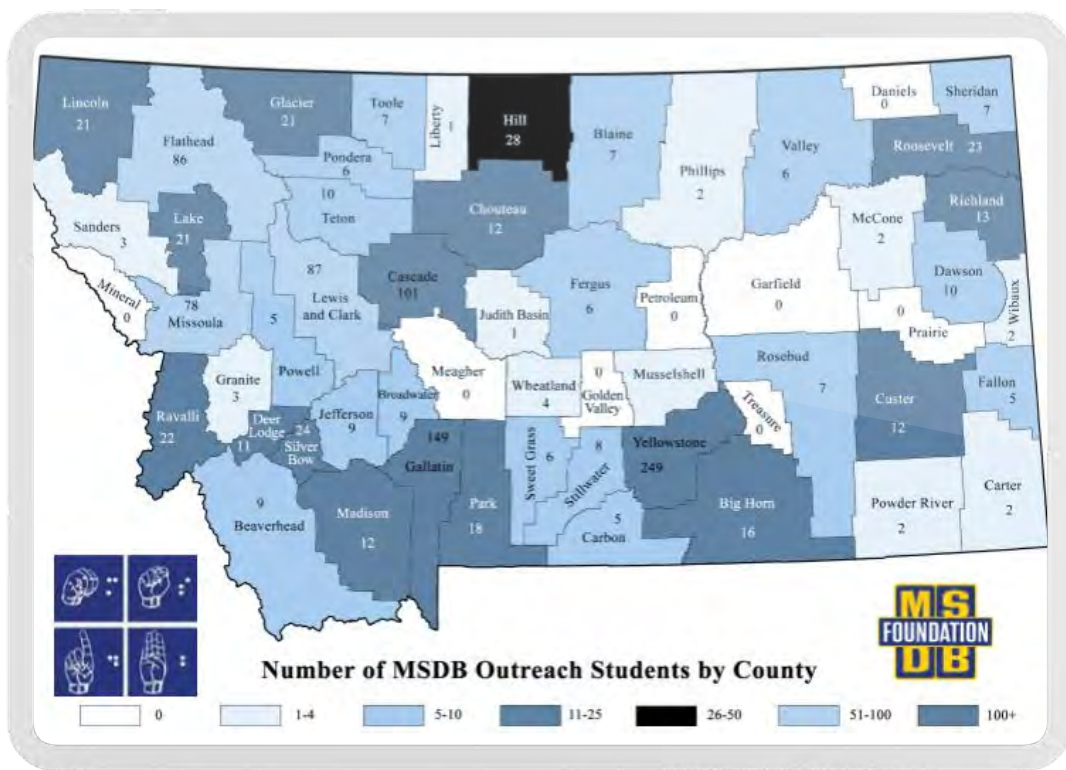 Lincoln
21
Flathead
86
Glacier
21
Toole
7
Liberty
1
Hill
28
Blaine
7
Phillips
2
Valley
6
Daniels
0
Sheridan
7
Roosevelt 23
Pondera
6
10
Teton
Chouteau
12
Richland
13
McCone
2
Sanders
3
Lake
21
Mineral
0
78
Missoula
5
Powell
87
Lewis
and Clark
Cascade
101
Judith Basin
1
Fergus
6
Petroleum
0
Garfield
0
Dawson
10
0
Prairie
Wibaux
2
Ravalli
22
Granite
3
Deer
Lodge
11
24
Silver
Bow
Jefferson
9
Broadwater
9
Meagher
0
Wheatland
4
0
Golden
Valley
Musselshell
Rosebud
7
Treasure
0
Custer
12
Fallon
5
9
Beaverhead
Madison
12
149
Gallatin
Park
18
Sweet Grass
6
8
Stillwater
5
Carbon
Yellowstone
249
Big Horn
16
Powder River
2
Carter
2
MS
FOUNDATION
DB
Number of MSDB Outreach Students by County
0 1-4 5-10 11-25 26-50 51-100 100+